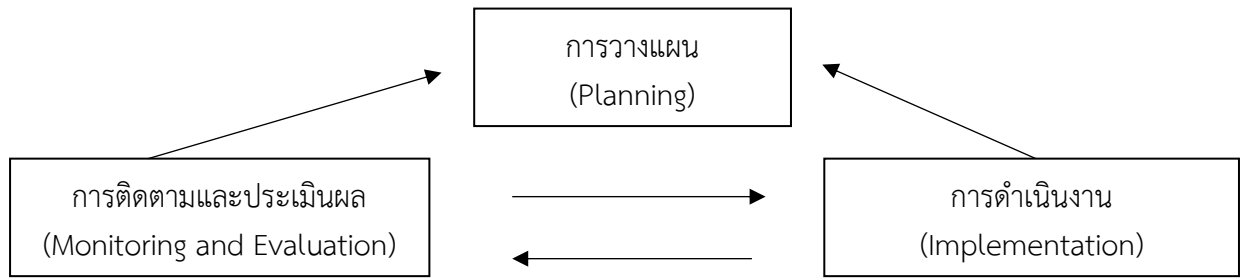 การวางแผน
(Planning)
การติดตามและประเมินผล
(Monitoring and Evaluation)
การดำเนินงาน
(Implementation)